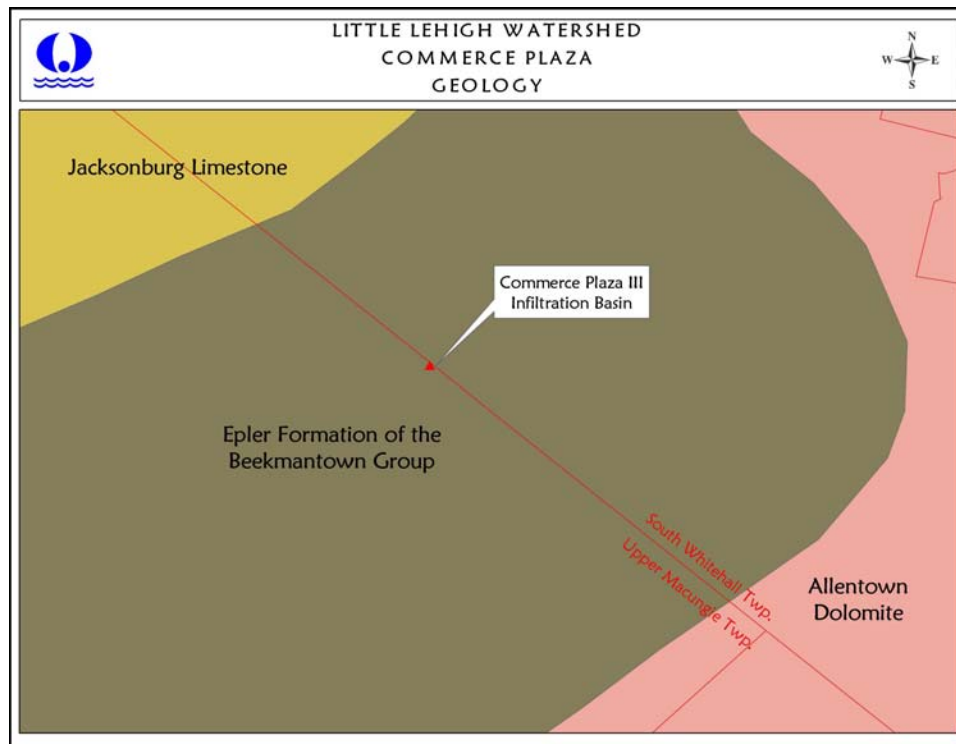 LITTLE LEHIGH WATERSHED
COMMERCE PLAZA
GEOLOGY
N
W E
S
Jacksonburg Limestone
Commerce Plaza III
Infiltration Basin
Epler Formation of the
Beekmantown Group
South Whitehall Twp.
Upper Macungie Twp.
Allentown
Dolomite